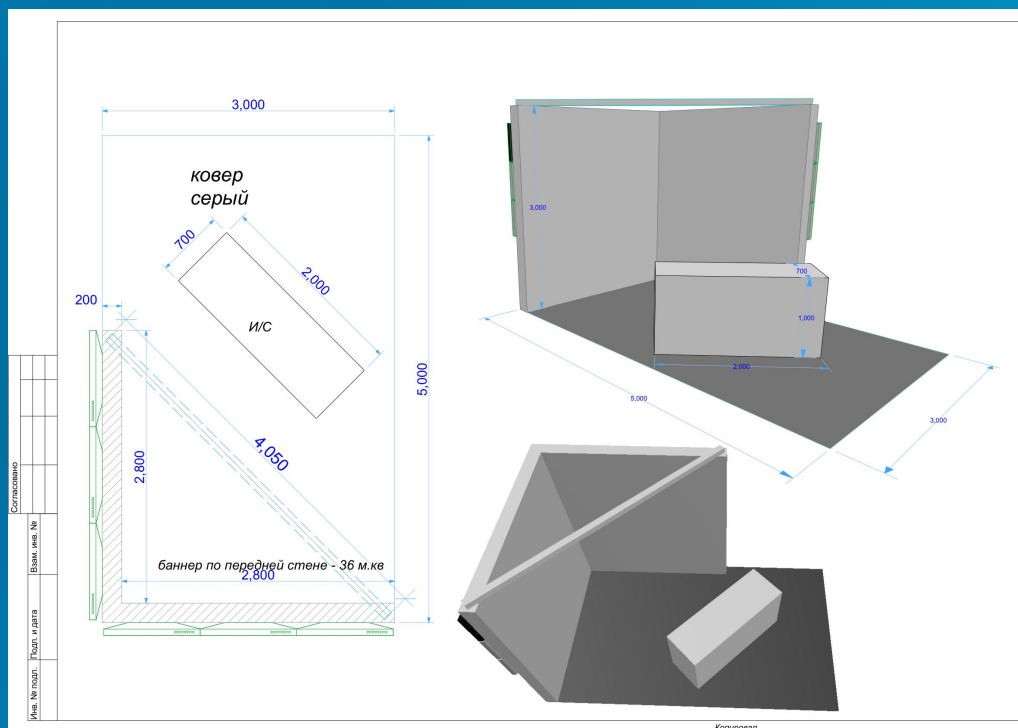 3,000
ковер
серый
700
2,000
200
И/С
5,000
2,800
4,050
баннер по передней стене - 36 м.кв
2,800
3,000
700
1,000
2,000
5,000
3,000
Согласовано
Взам. инв. №
Подп. и дата
Инв. № подл.
Копировал